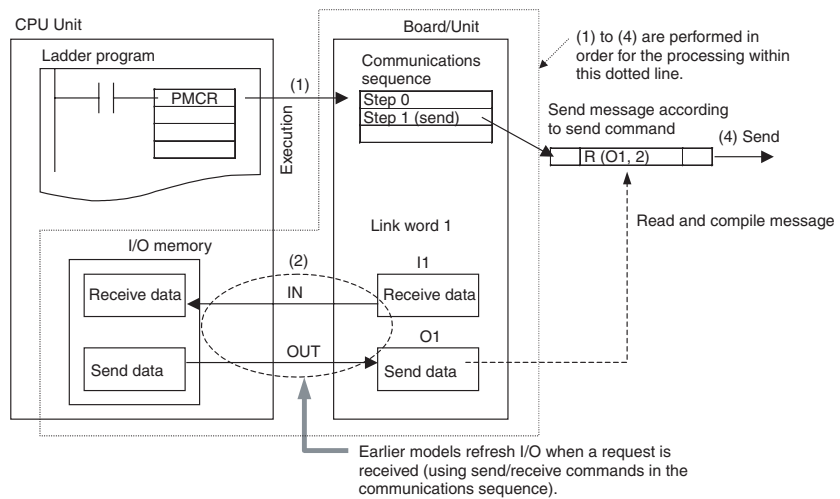 CPU Unit
Board/Unit
(1) to (4) are performed in
order for the processing within
this dotted line.
Ladder program
PMCR
(1)
Execution
Communications
sequence
Step 0
Step 1 (send)
Send message according
to send command
R (O1, 2)
(4) Send
Read and compile message
Link word 1
I/O memory
(2)
I1
Receive data
IN
Receive data
O1
Send data
OUT
Send data
Earlier models refresh I/O when a request is
received (using send/receive commands in the
communications sequence).